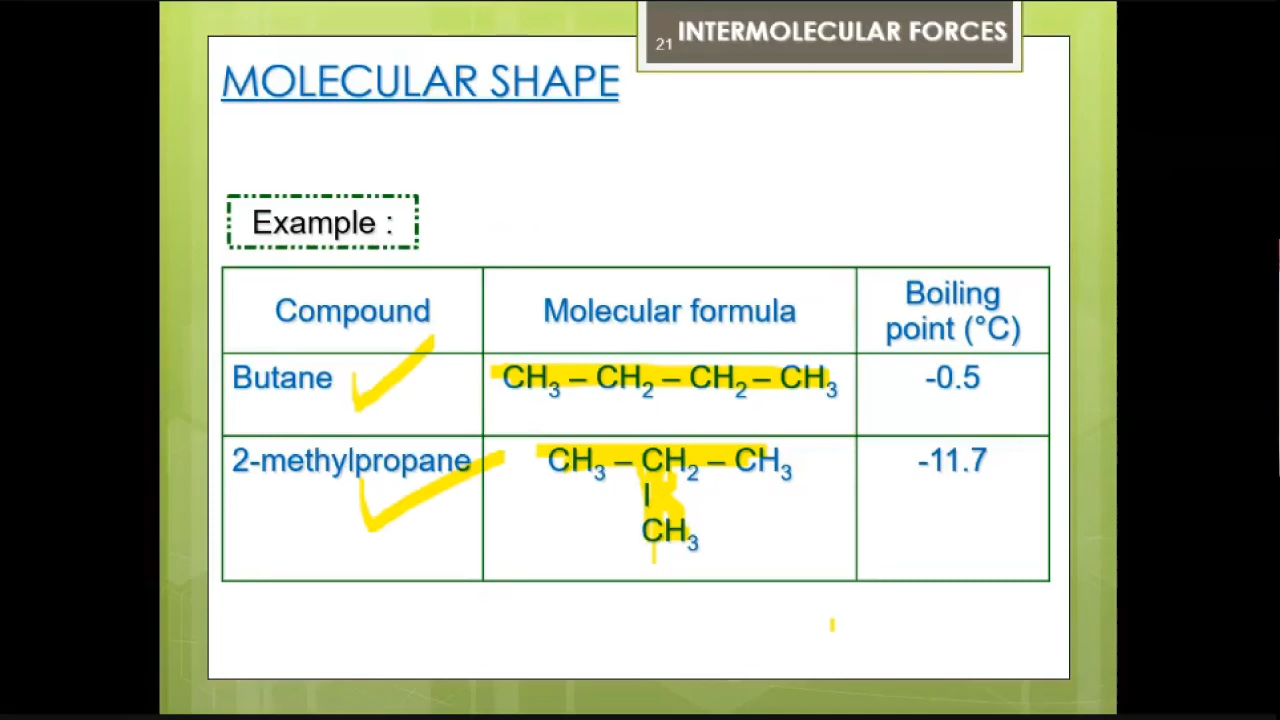 21 INTERMOLECULAR FORCES
MOLECULAR SHAPE
Example :
Compound
Molecular formula
Boiling
point (°C)
Butane
CH₃ – CH₂ – CH₂ – CH₃
-0.5
2-methylpropane
CH₃ – CH₂ – CH₃
CH₃
-11.7